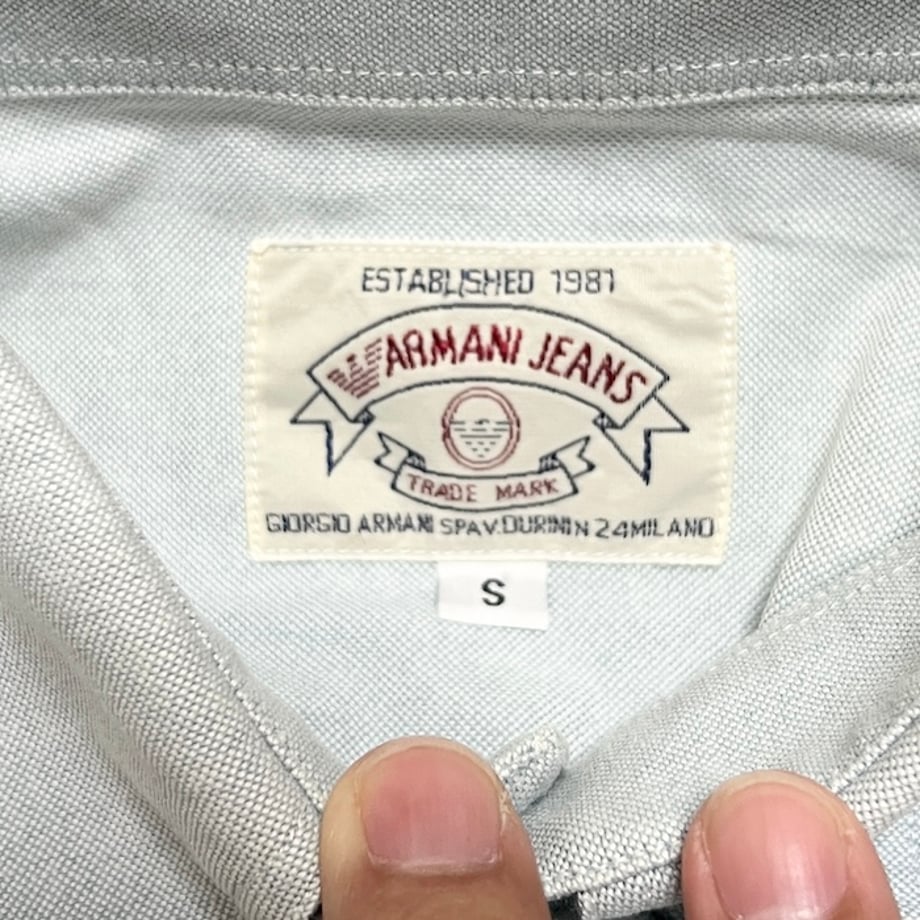 ESTABLISHED 1981
ARMANI JEANS
TRADE MARK
GIORGIO ARMANI SPA V.DURINI N 24 MILANO
S